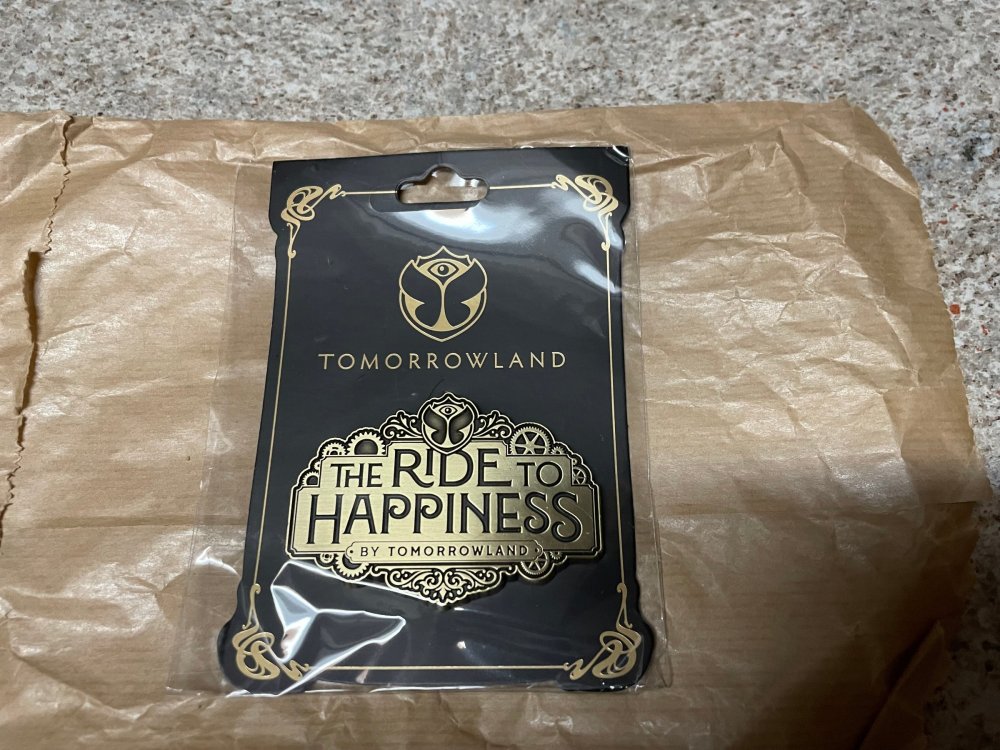 TOMORROWLAND
THE RIDE TO
HAPPINESS
BY TOMORROWLAND